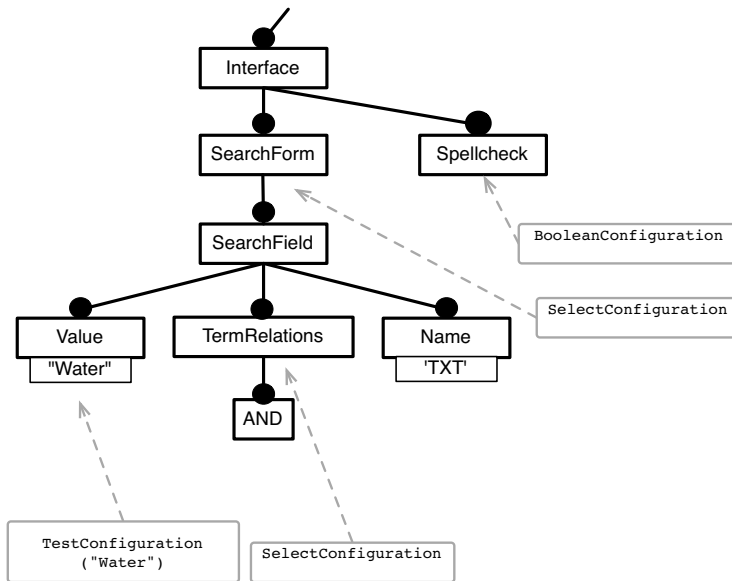 Interface
SearchForm
Spellcheck
BooleanConfiguration
SearchField
SelectConfiguration
Value
TermRelations
Name
"Water"
'TXT'
AND
TestConfiguration
("Water")
SelectConfiguration